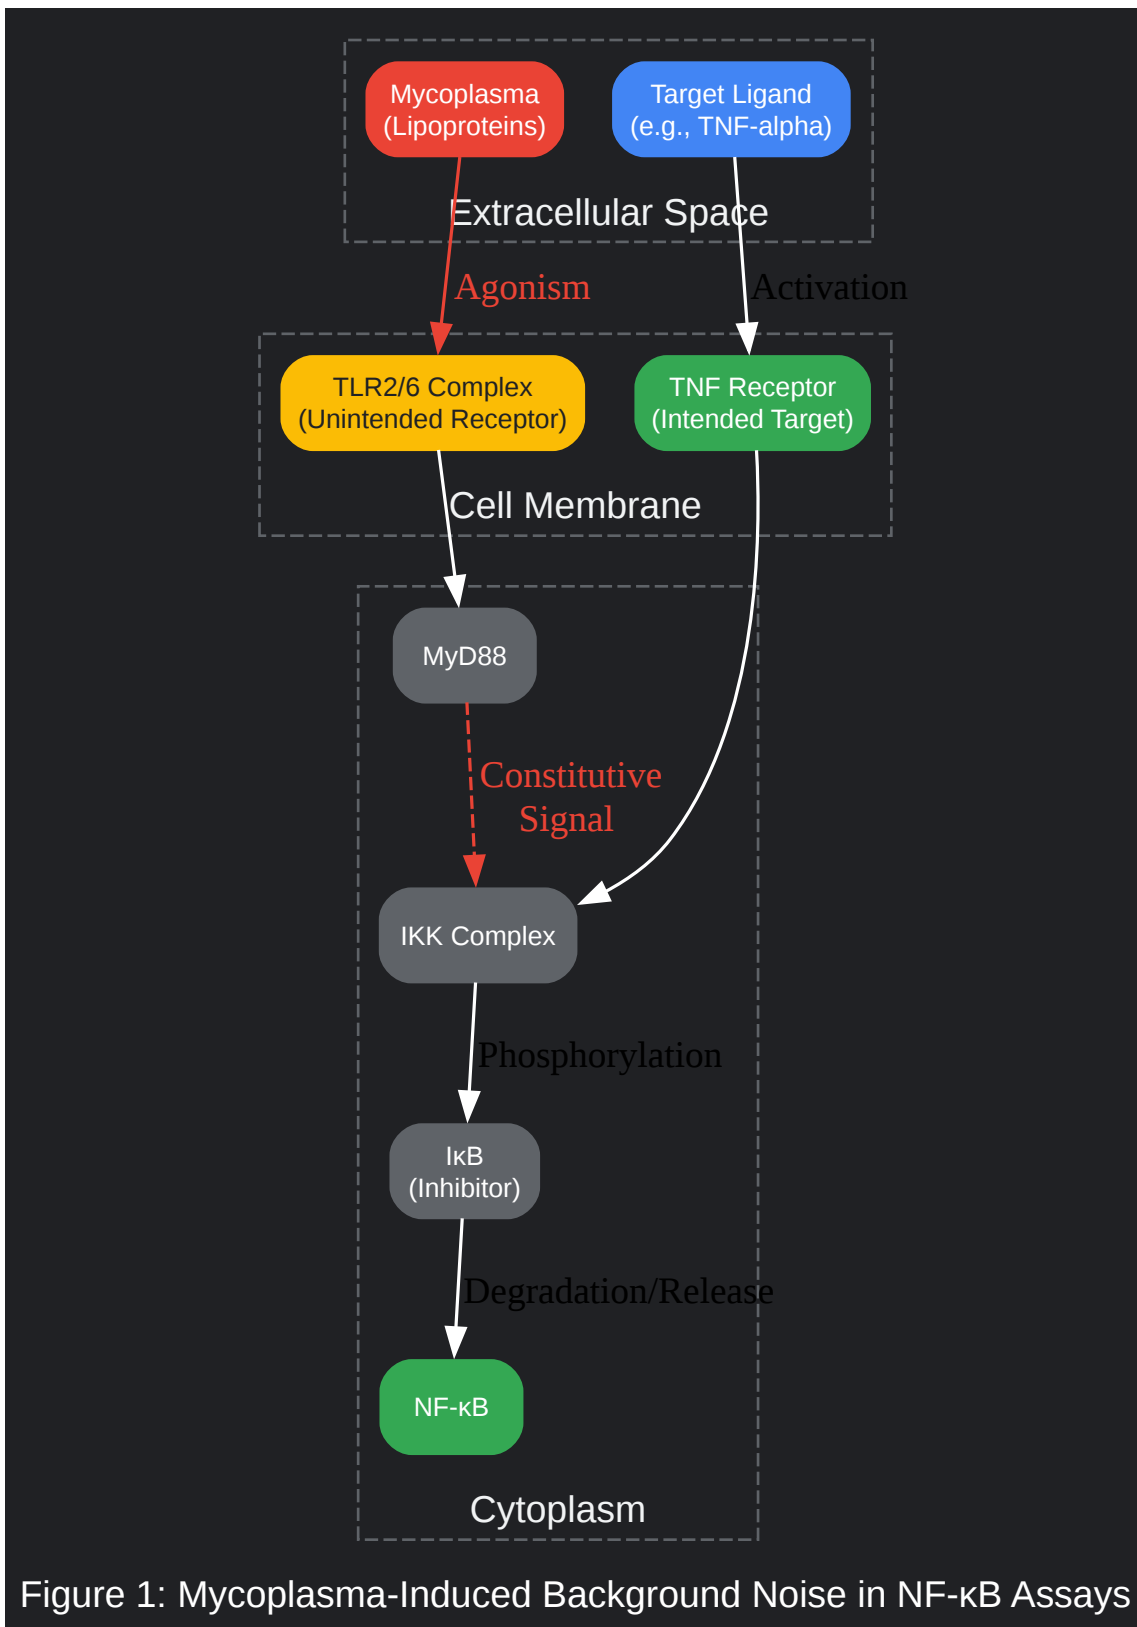 Mycoplasma
(Lipoproteins)
Target Ligand
(e.g., TNF-alpha)
Extracellular Space
Agonism
Activation
TLR2/6 Complex
(Unintended Receptor)
TNF Receptor
(Intended Target)
Cell Membrane
MyD88
Constitutive
Signal
IKK Complex
Phosphorylation
IκB
(Inhibitor)
Degradation/Release
NF-κB
Cytoplasm
Figure 1: Mycoplasma-Induced Background Noise in NF-κB Assays